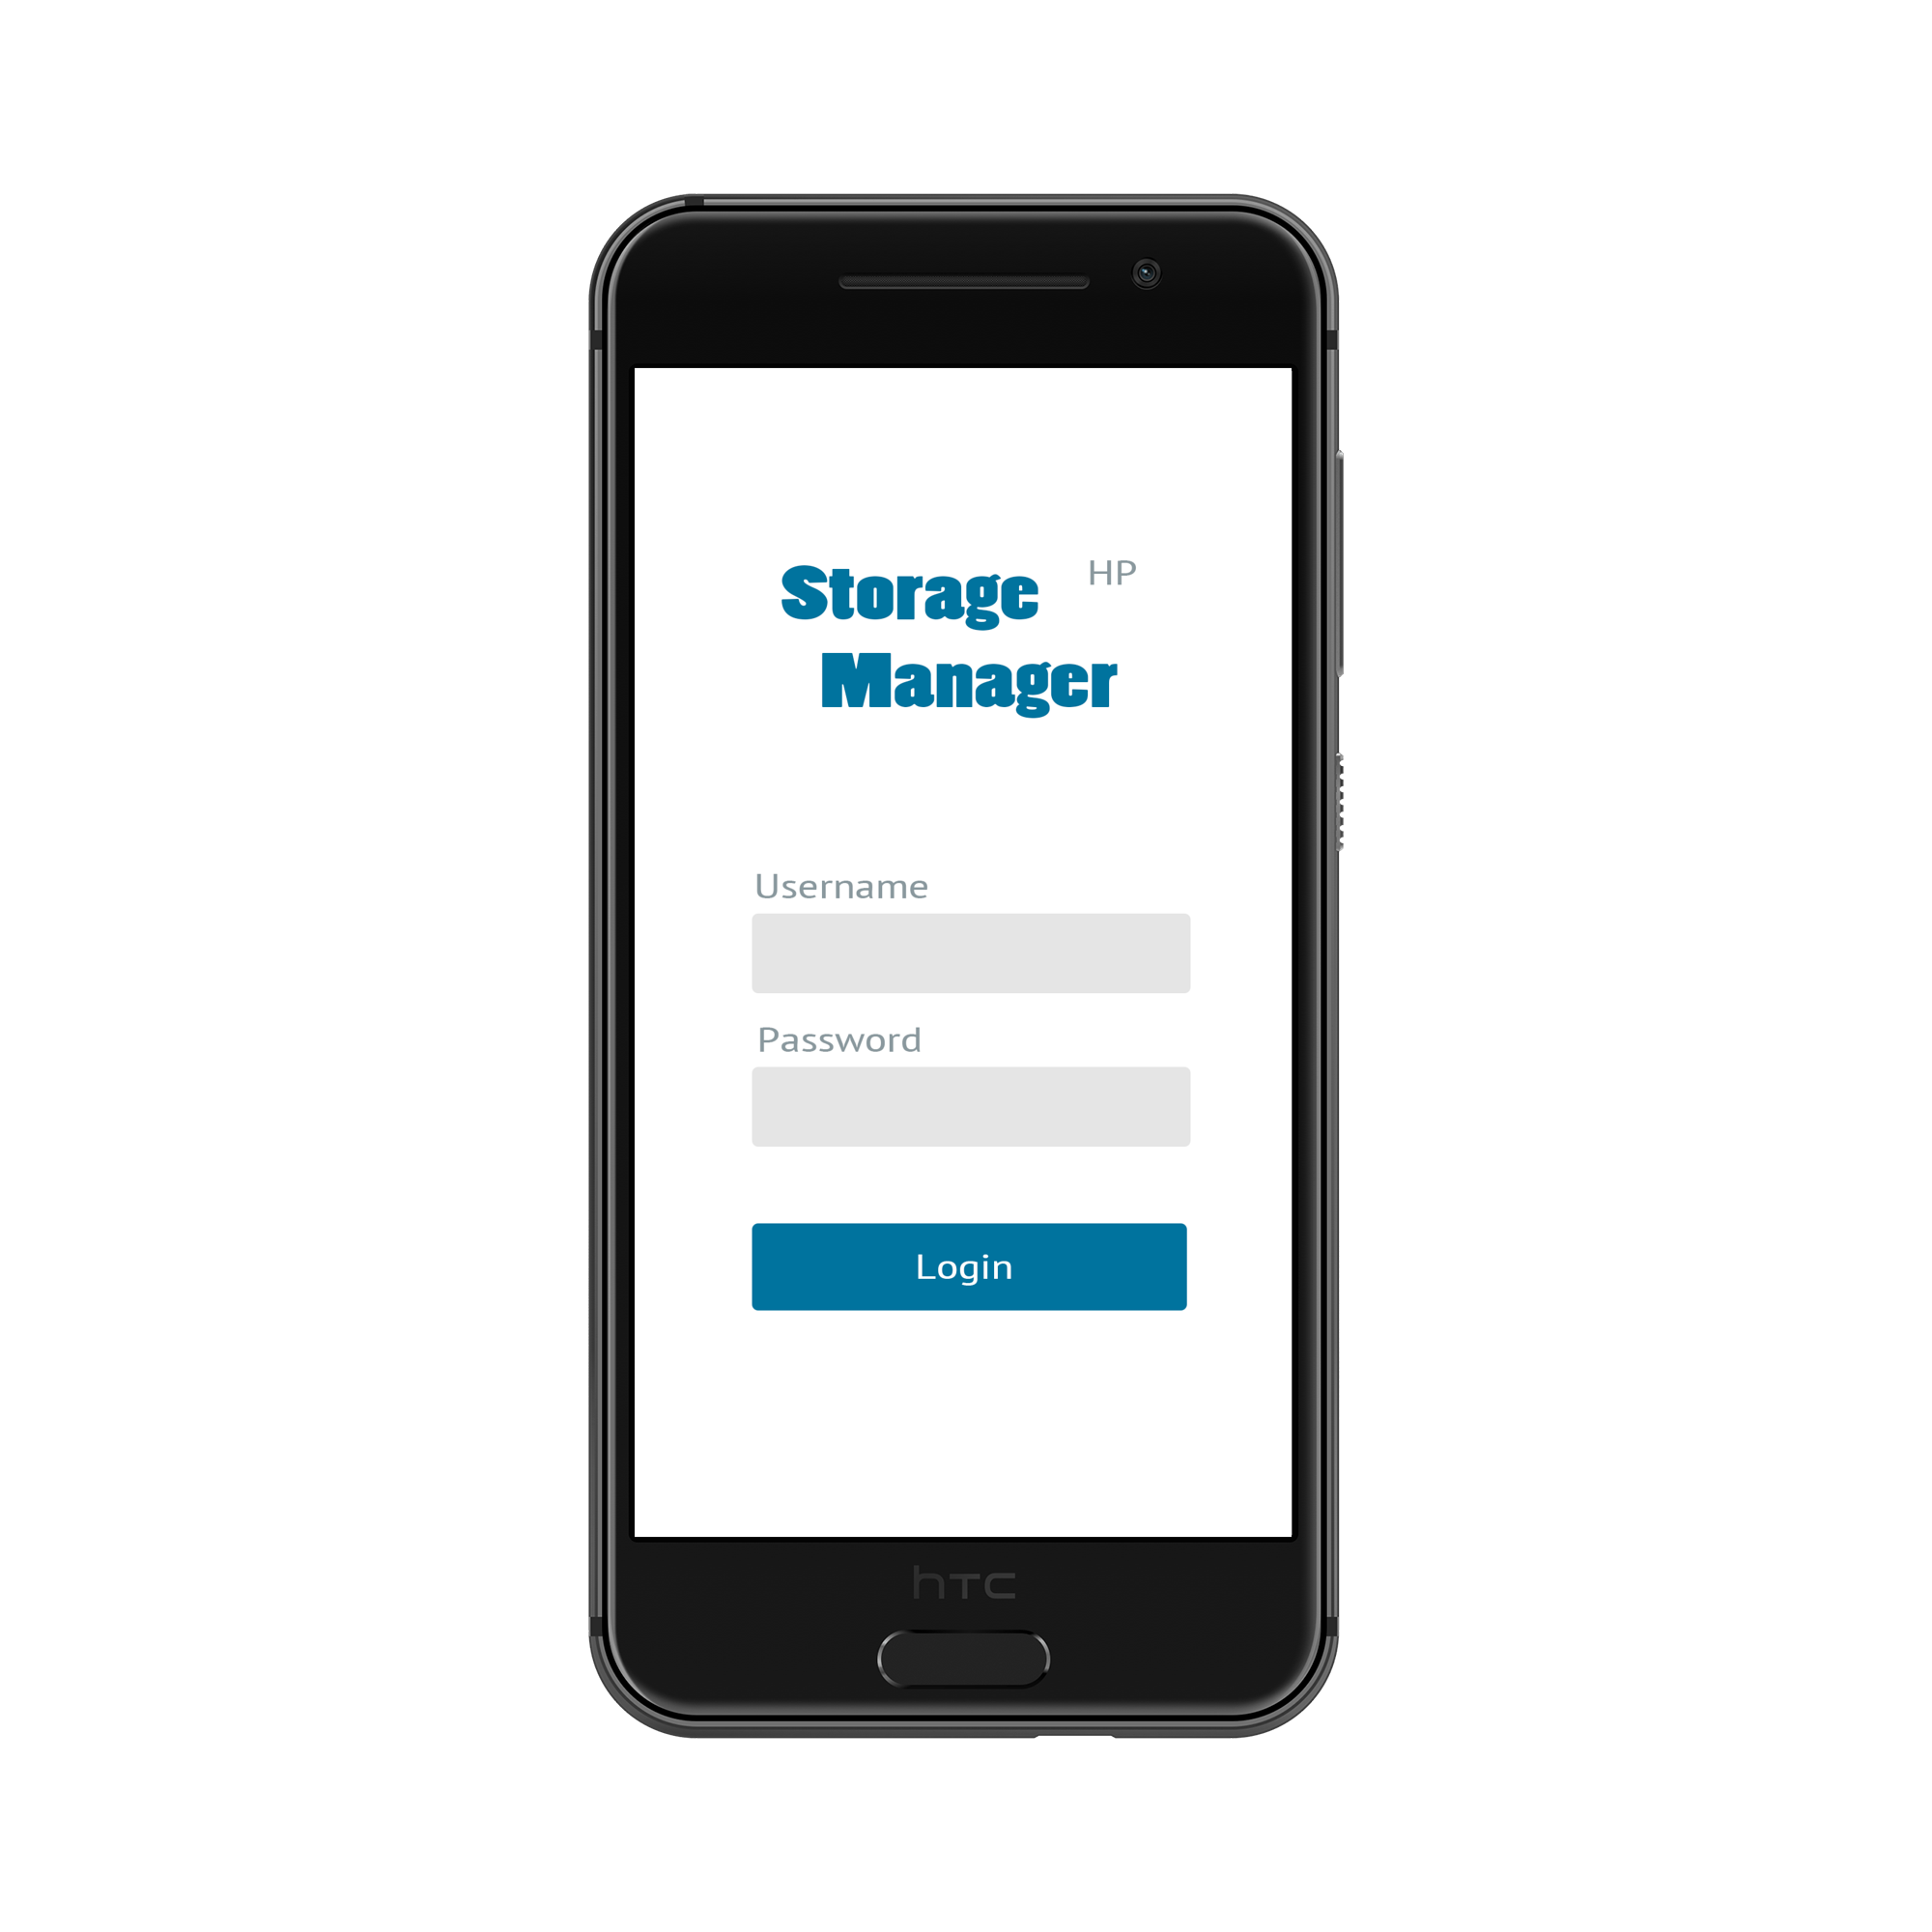 HP
Storage
Manager
Username
Password
Login
htc